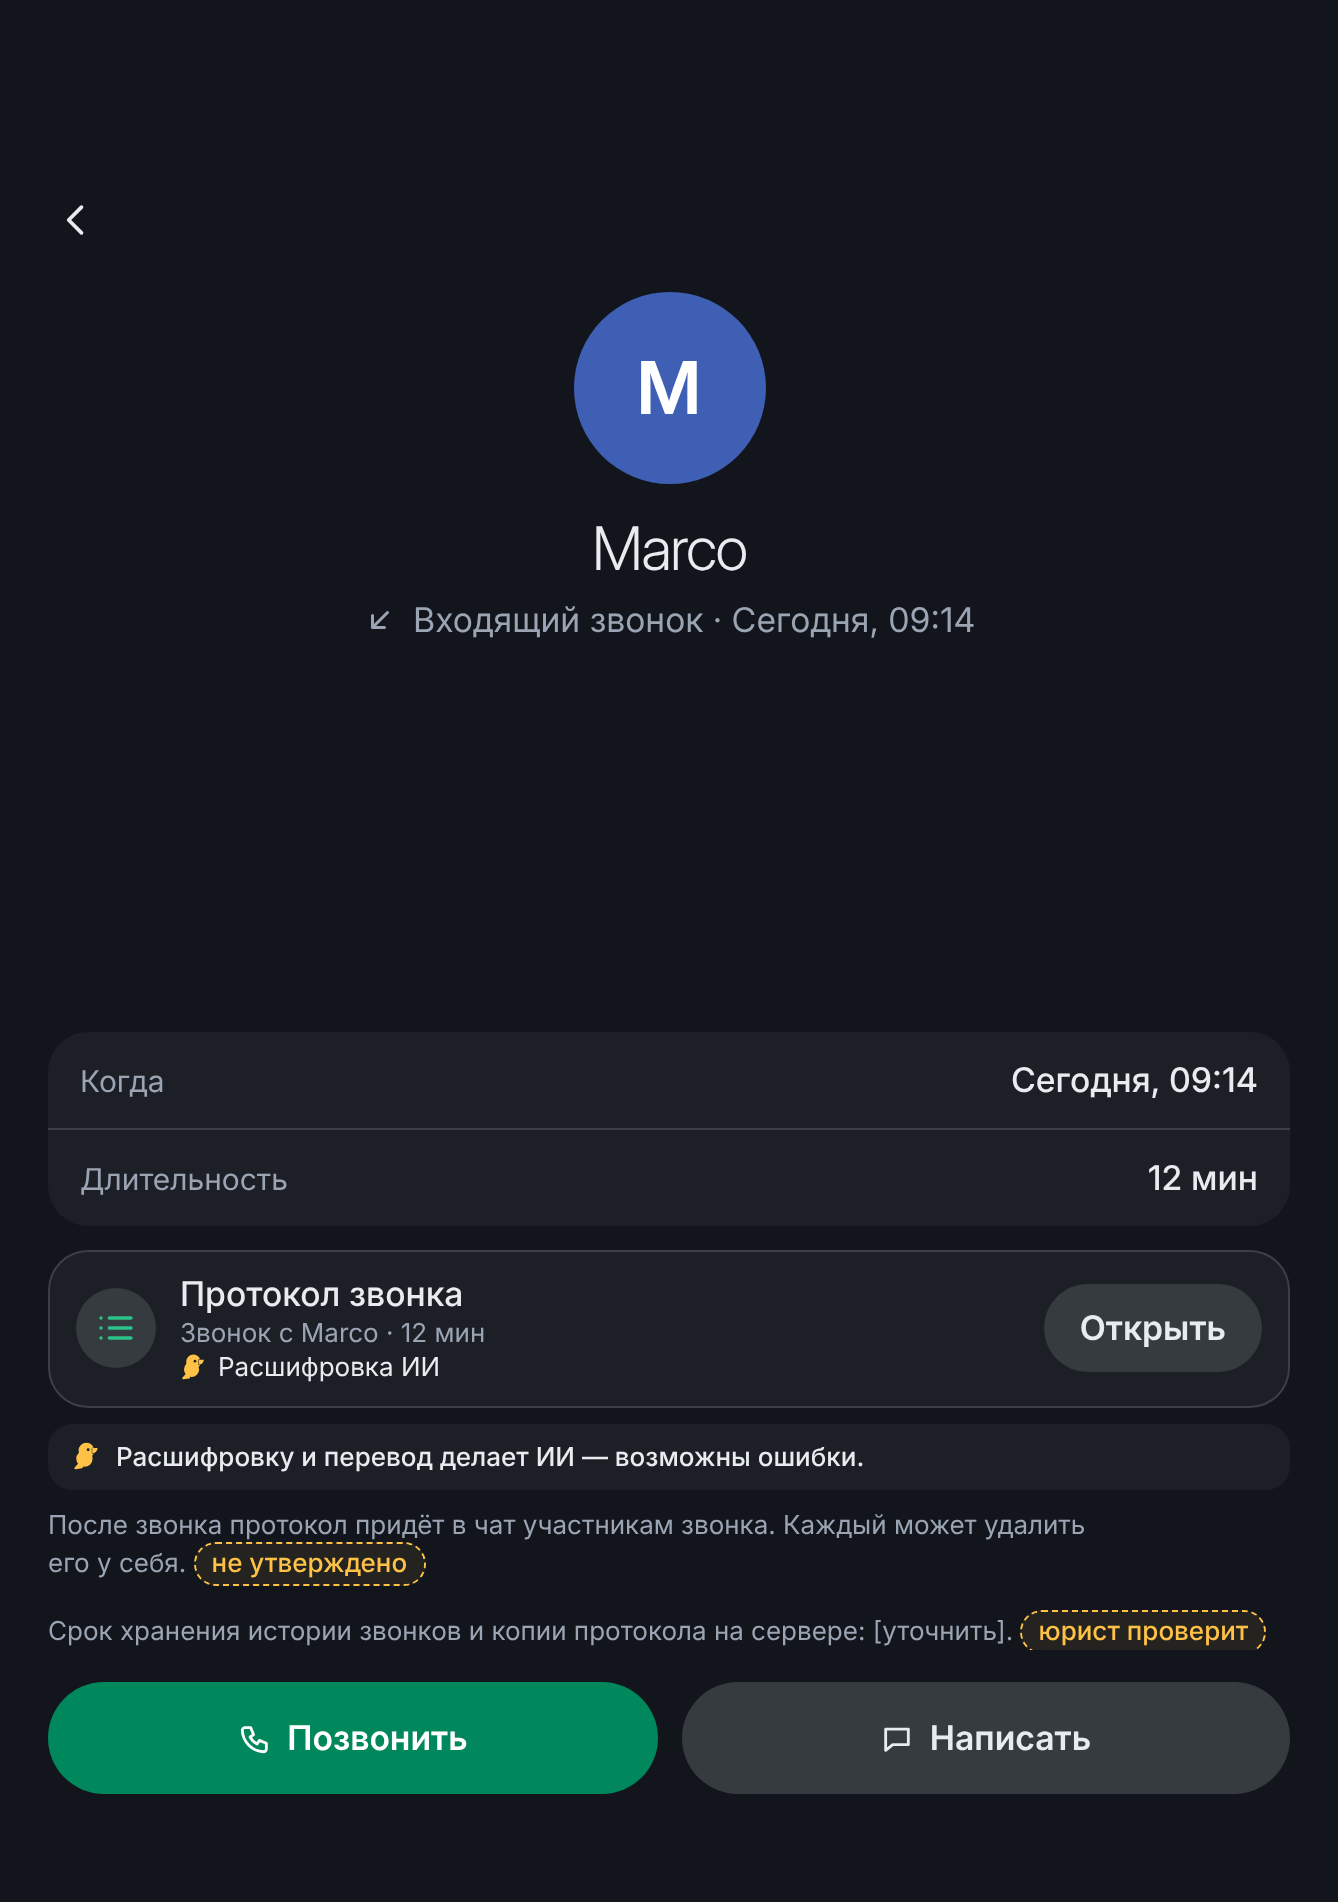 M
Marco
Входящий звонок · Сегодня, 09:14
Когда
Сегодня, 09:14
Длительность
12 мин
Протокол звонка
Звонок с Marco · 12 мин
Расшифровка ИИ
Открыть
Расшифровку и перевод делает ИИ — возможны ошибки.
После звонка протокол придёт в чат участникам звонка. Каждый может удалить
его у себя. не утверждено
Срок хранения истории звонков и копии протокола на сервере: [уточнить]. юрист проверит
Позвонить
Написать